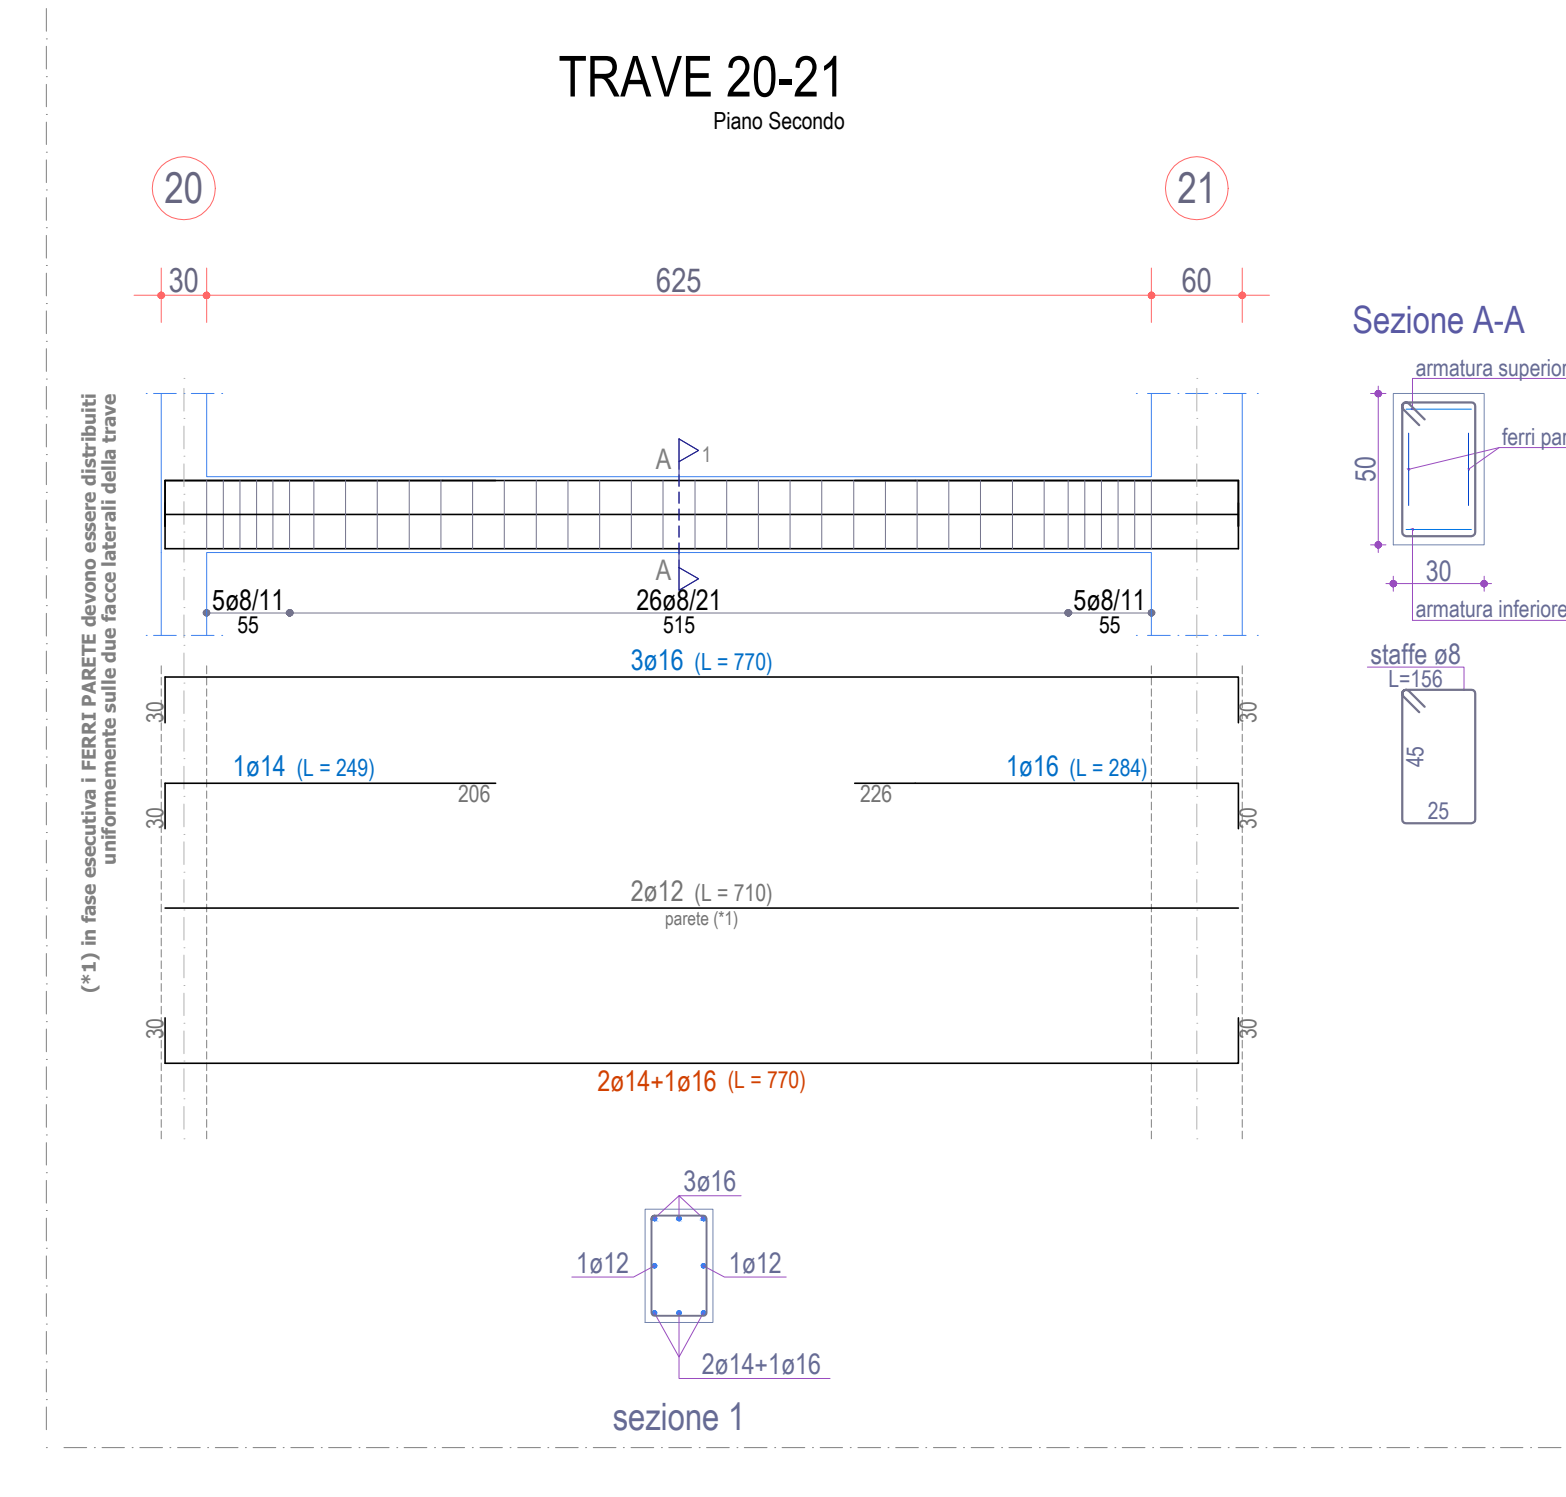 TRAVE 20-21
Piano Secondo
20
21
30
625
60
Sezione A-A
armatura superior
ferri par
50
30
armatura inferiore
staffe ø8
L=156
45
25
(*1) in fase esecutiva i FERRI PARETE devono essere distribuiti
uniformemente sulle due facce laterali della trave
A
1
A
5ø8/11
55
26ø8/21
515
5ø8/11
55
3ø16 (L = 770)
30
30
1ø14 (L = 249)
206
30
1ø16 (L = 284)
226
30
2ø12 (L = 710)
parete (*1)
30
30
2ø14+1ø16 (L = 770)
3ø16
1ø12
1ø12
2ø14+1ø16
sezione 1